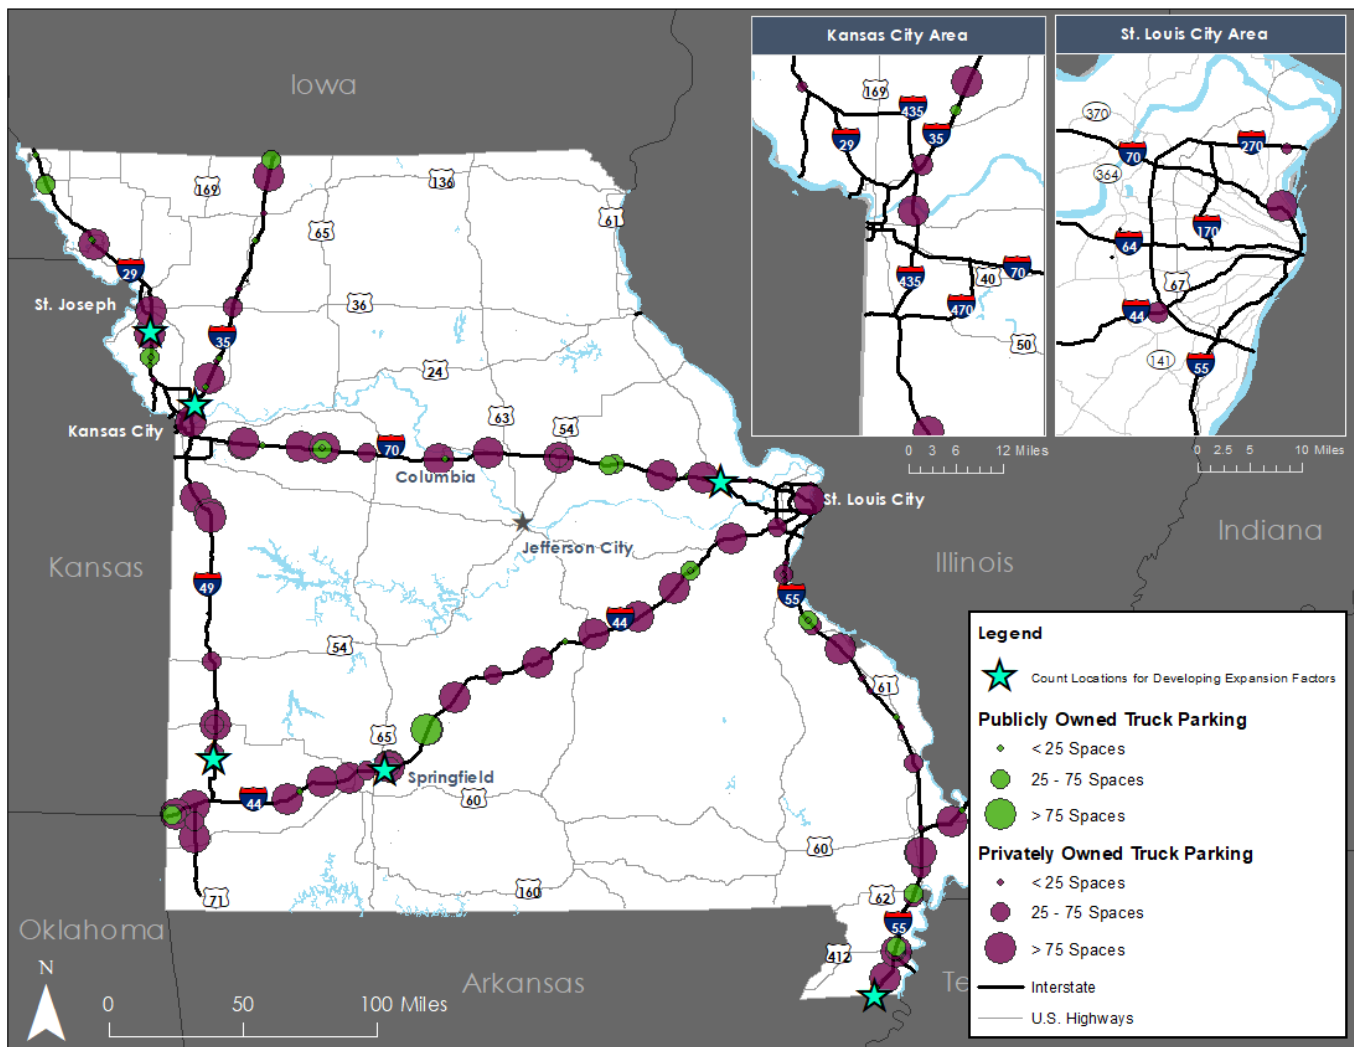 Iowa
Kansas City Area
St. Louis City Area
169
435
29
35
435
70
40
470
50
0 3 6 12 Miles
370
70
270
364
170
64
67
44
141
55
0 2.5 5 10 Miles
169
136
65
61
29
St. Joseph
36
35
24
63
54
Kansas City
70
Columbia
St. Louis City
Jefferson City
Kansas
Illinois
Indiana
49
55
44
54
61
65
Springfield
44
60
60
71
160
62
55
412
Oklahoma
Arkansas
Te
N
0 50 100 Miles
Legend
Count Locations for Developing Expansion Factors
Publicly Owned Truck Parking
< 25 Spaces
25 - 75 Spaces
> 75 Spaces
Privately Owned Truck Parking
< 25 Spaces
25 - 75 Spaces
> 75 Spaces
Interstate
U.S. Highways